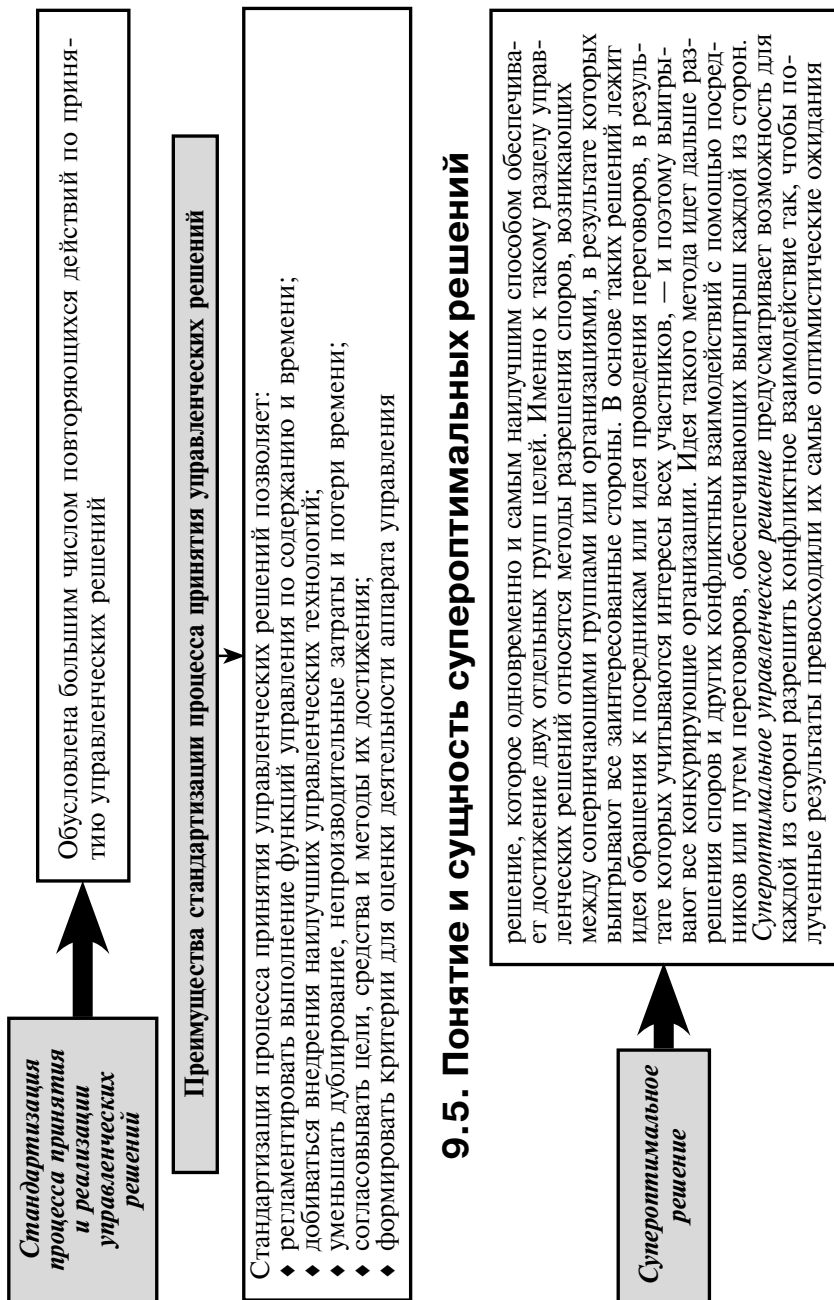 Стандартизация
процесса принятия
и реализации
управленческих
решений
Обусловлена большим числом повторяющихся действий по приня-
тию управленческих решений
Преимущества стандартизации процесса принятия управленческих решений
Стандартизация процесса принятия управленческих решений позволяет:
♦ регламентировать выполнение функций управления по содержанию и времени;
♦ добиваться внедрения наилучших управленческих технологий;
♦ уменьшать дублирование, непроизводительные затраты и потери времени;
♦ согласовывать цели, средства и методы их достижения;
♦ формировать критерии для оценки деятельности аппарата управления
9.5. Понятие и сущность супероптимальных решений
Супероптимальное
решение
решение, которое одновременно и самым наилучшим способом обеспечива-
ет достижение двух отдельных групп целей. Именно к такому разделу управ-
ленческих решений относятся методы разрешения споров, возникающих
между соперничающими группами или организациями, в результате которых
выигрывают все заинтересованные стороны. В основе таких решений лежит
идея обращения к посредникам или идея проведения переговоров, в резуль-
тате которых учитываются интересы всех участников, — и поэтому выигры-
вают все конкурирующие организации. Идея такого метода идет дальше раз-
решения споров и других конфликтных взаимодействий с помощью посред-
ников или путем переговоров, обеспечивающих выигрыш каждой из сторон.
Супероптимальное управленческое решение предусматривает возможность для
каждой из сторон разрешить конфликтное взаимодействие так, чтобы по-
лученные результаты превосходили их самые оптимистические ожидания